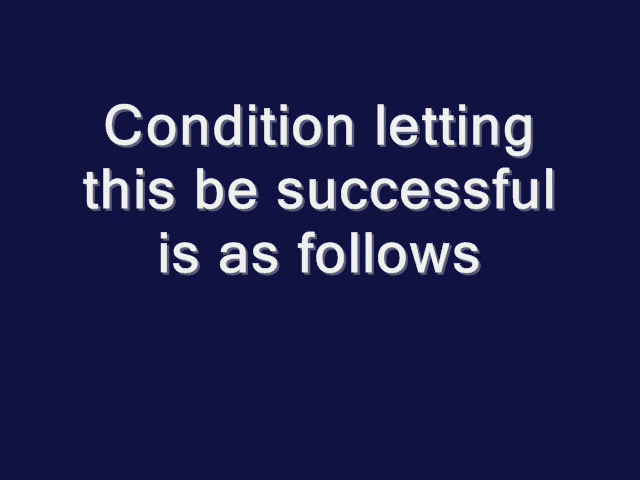 Condition letting
this be successful
is as follows